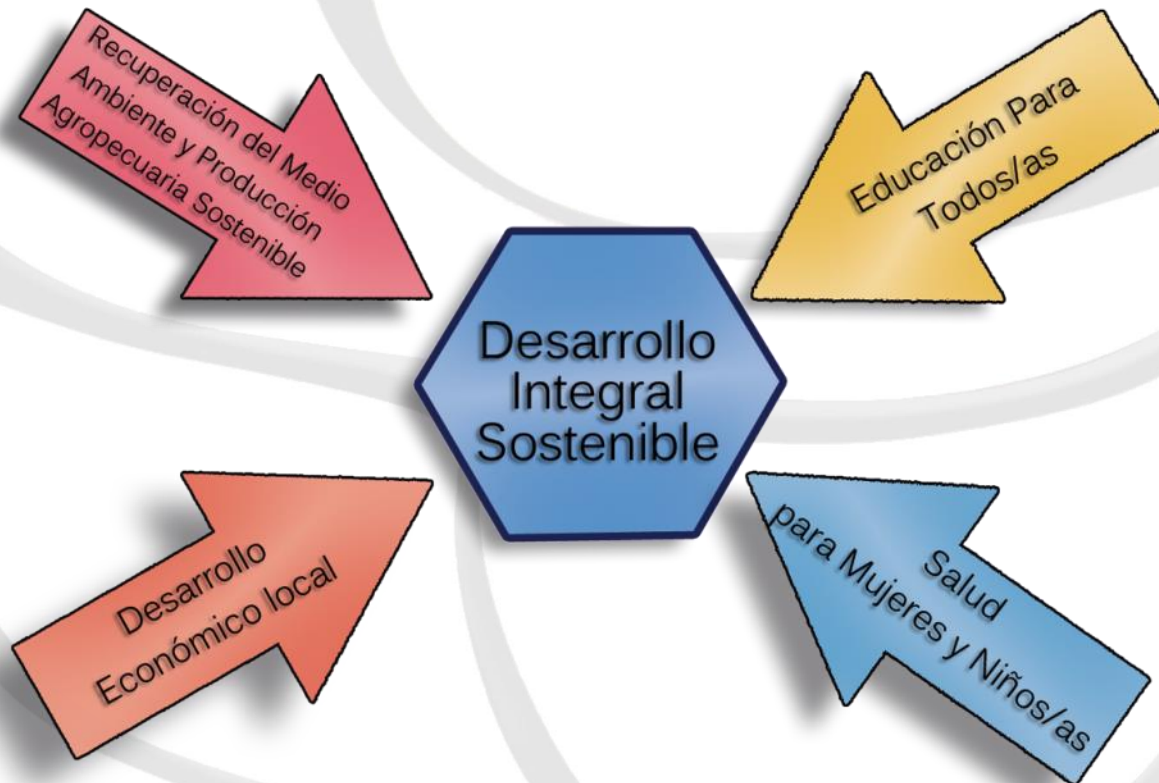 Recuperación del Medio
Ambiente y Producción
Agropecuaria Sostenible
Educación Para
Todos/as
Desarrollo
Integral
Sostenible
Desarrollo
Económico local
Salud
para Mujeres y Niños/as